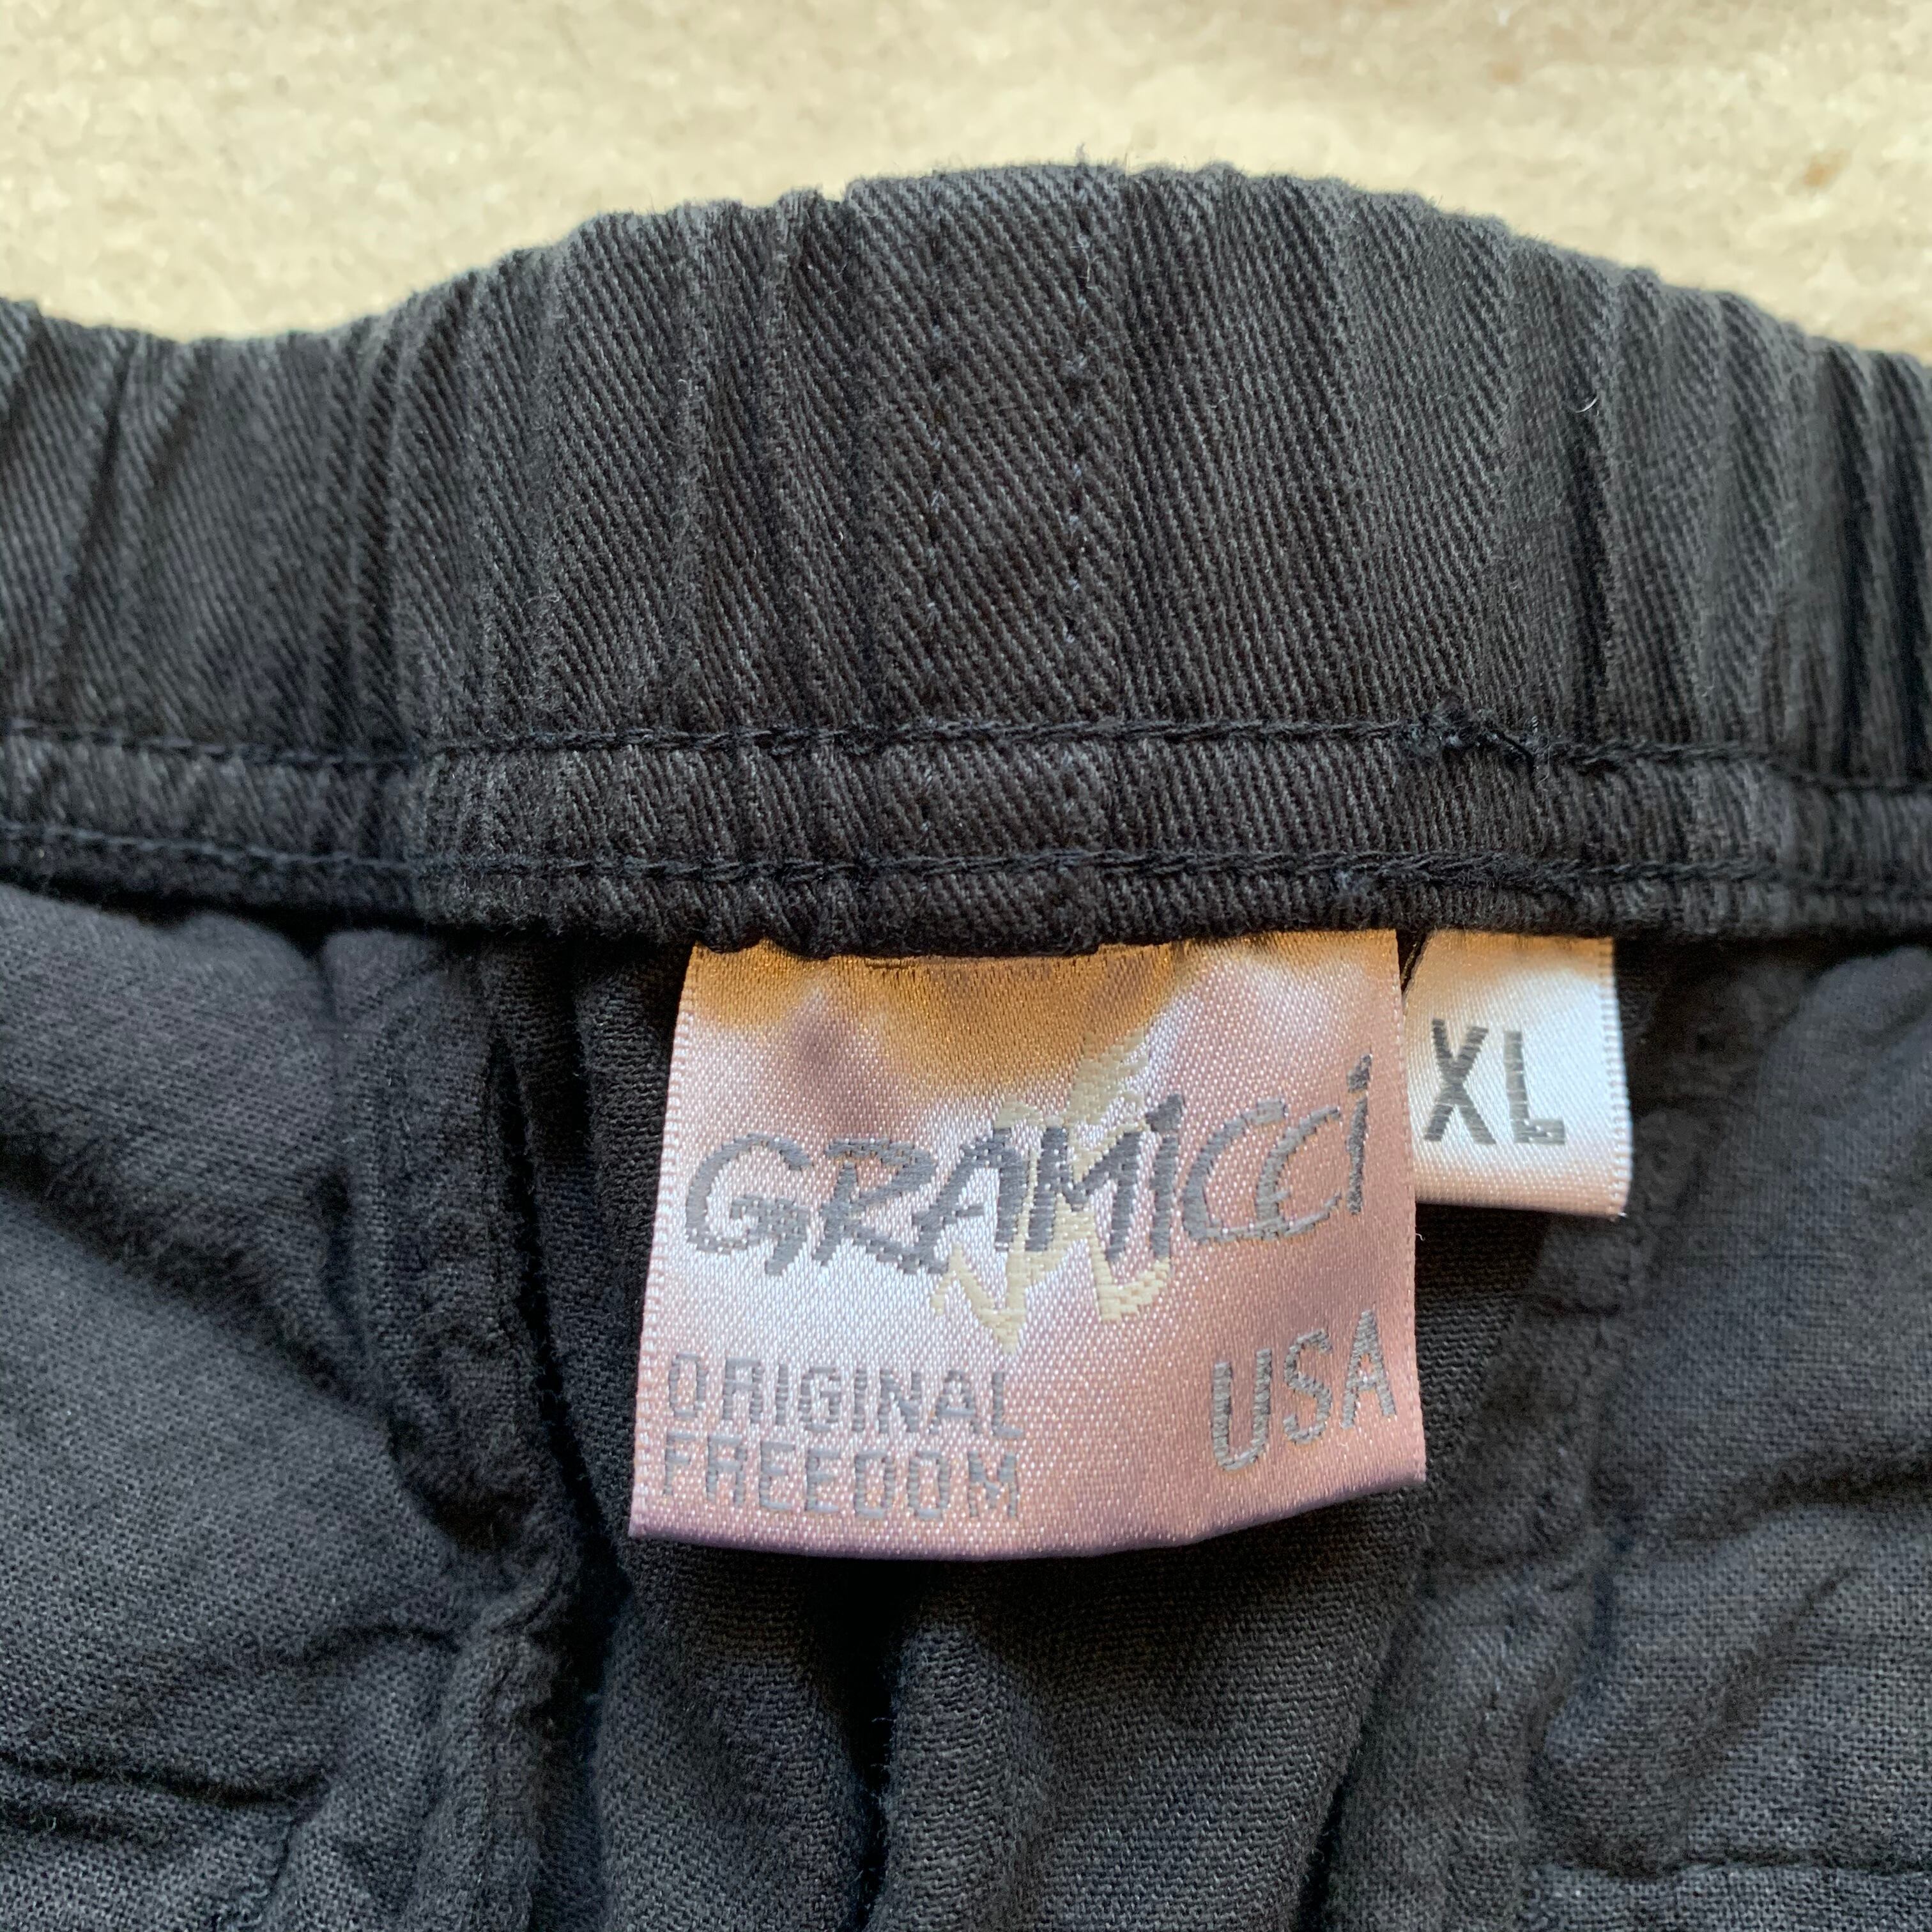 GRAMICCi
XL
ORIGINAL
FREEDOM
USA